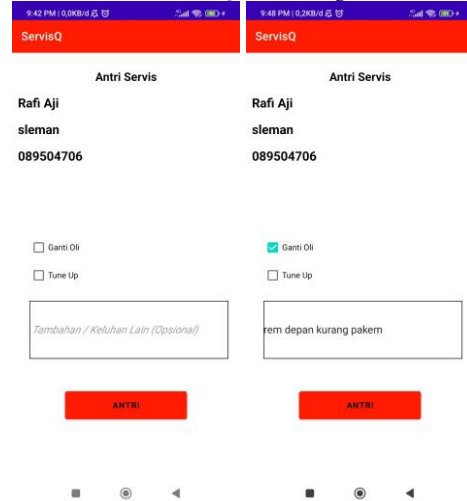 9:42 PM | 0,0KB/d
ServisQ
Antri Servis
Rafi Aji
sleman
089504706
Ganti Oli
Tune Up
Tambahan / Keluhan Lain (Opsional)
ANTRI
9:48 PM | 0,2KB/d
ServisQ
Antri Servis
Rafi Aji
sleman
089504706
Ganti Oli
Tune Up
rem depan kurang pakem
ANTRI